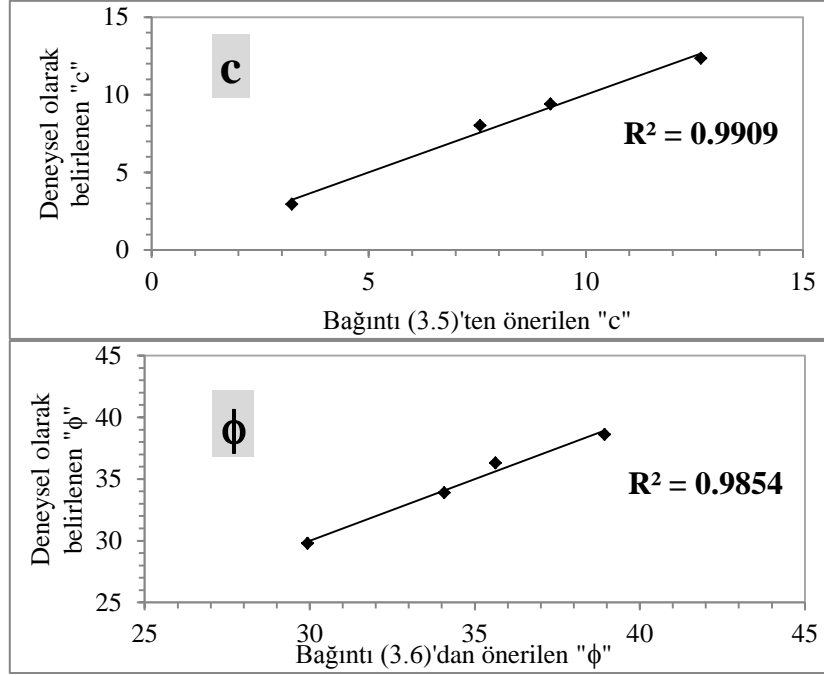 Deneysel olarak
belirlenen "c"
15
10
5
0
c
R² = 0.9909
0 5 10 15
Bağıntı (3.5)'ten önerilen "c"
Deneysel olarak
belirlenen "ϕ"
45
40
35
30
25
ϕ
R² = 0.9854
25 30 35 40 45
Bağıntı (3.6)'dan önerilen "ϕ"